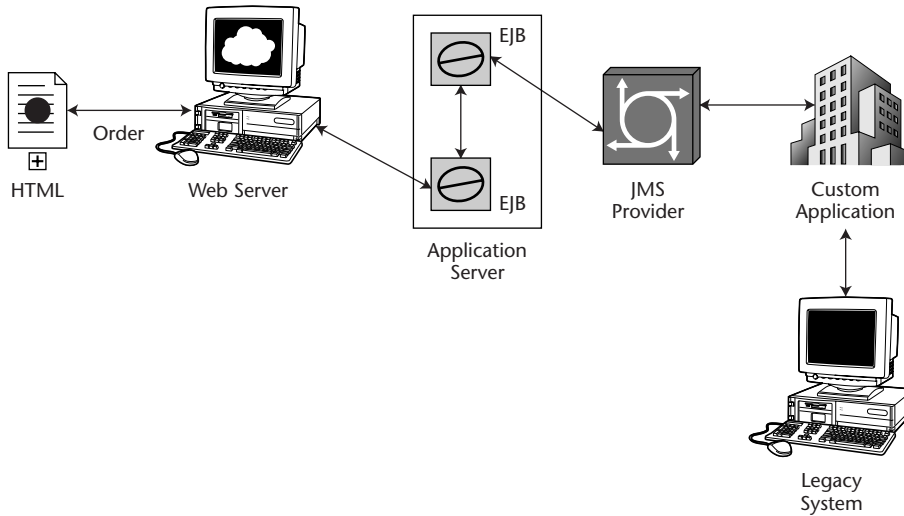 EJB
Order
HTML
Web Server
EJB
JMS
Provider
Custom
Application
Application
Server
Legacy
System